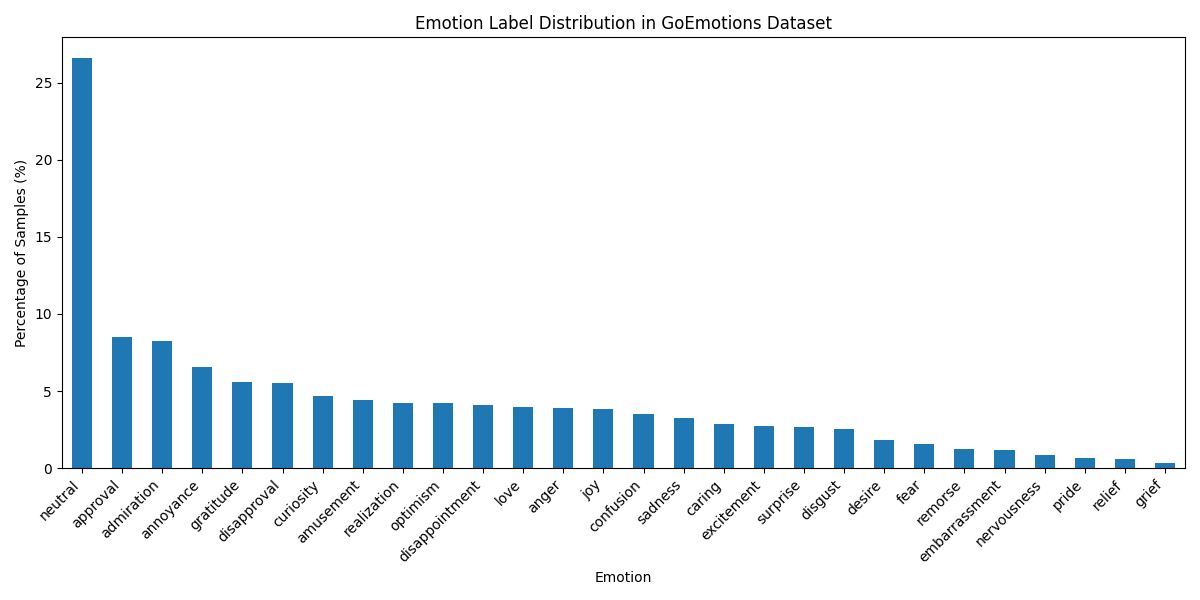 Emotion Label Distribution in GoEmotions Dataset
Percentage of Samples (%)
25
20
15
10
5
0
neutral
approval
admiration
annoyance
gratitude
disapproval
curiosity
amusement
realization
optimism
disappointment
love
anger
joy
confusion
sadness
caring
excitement
surprise
disgust
desire
fear
remorse
embarrassment
nervousness
pride
relief
grief
Emotion